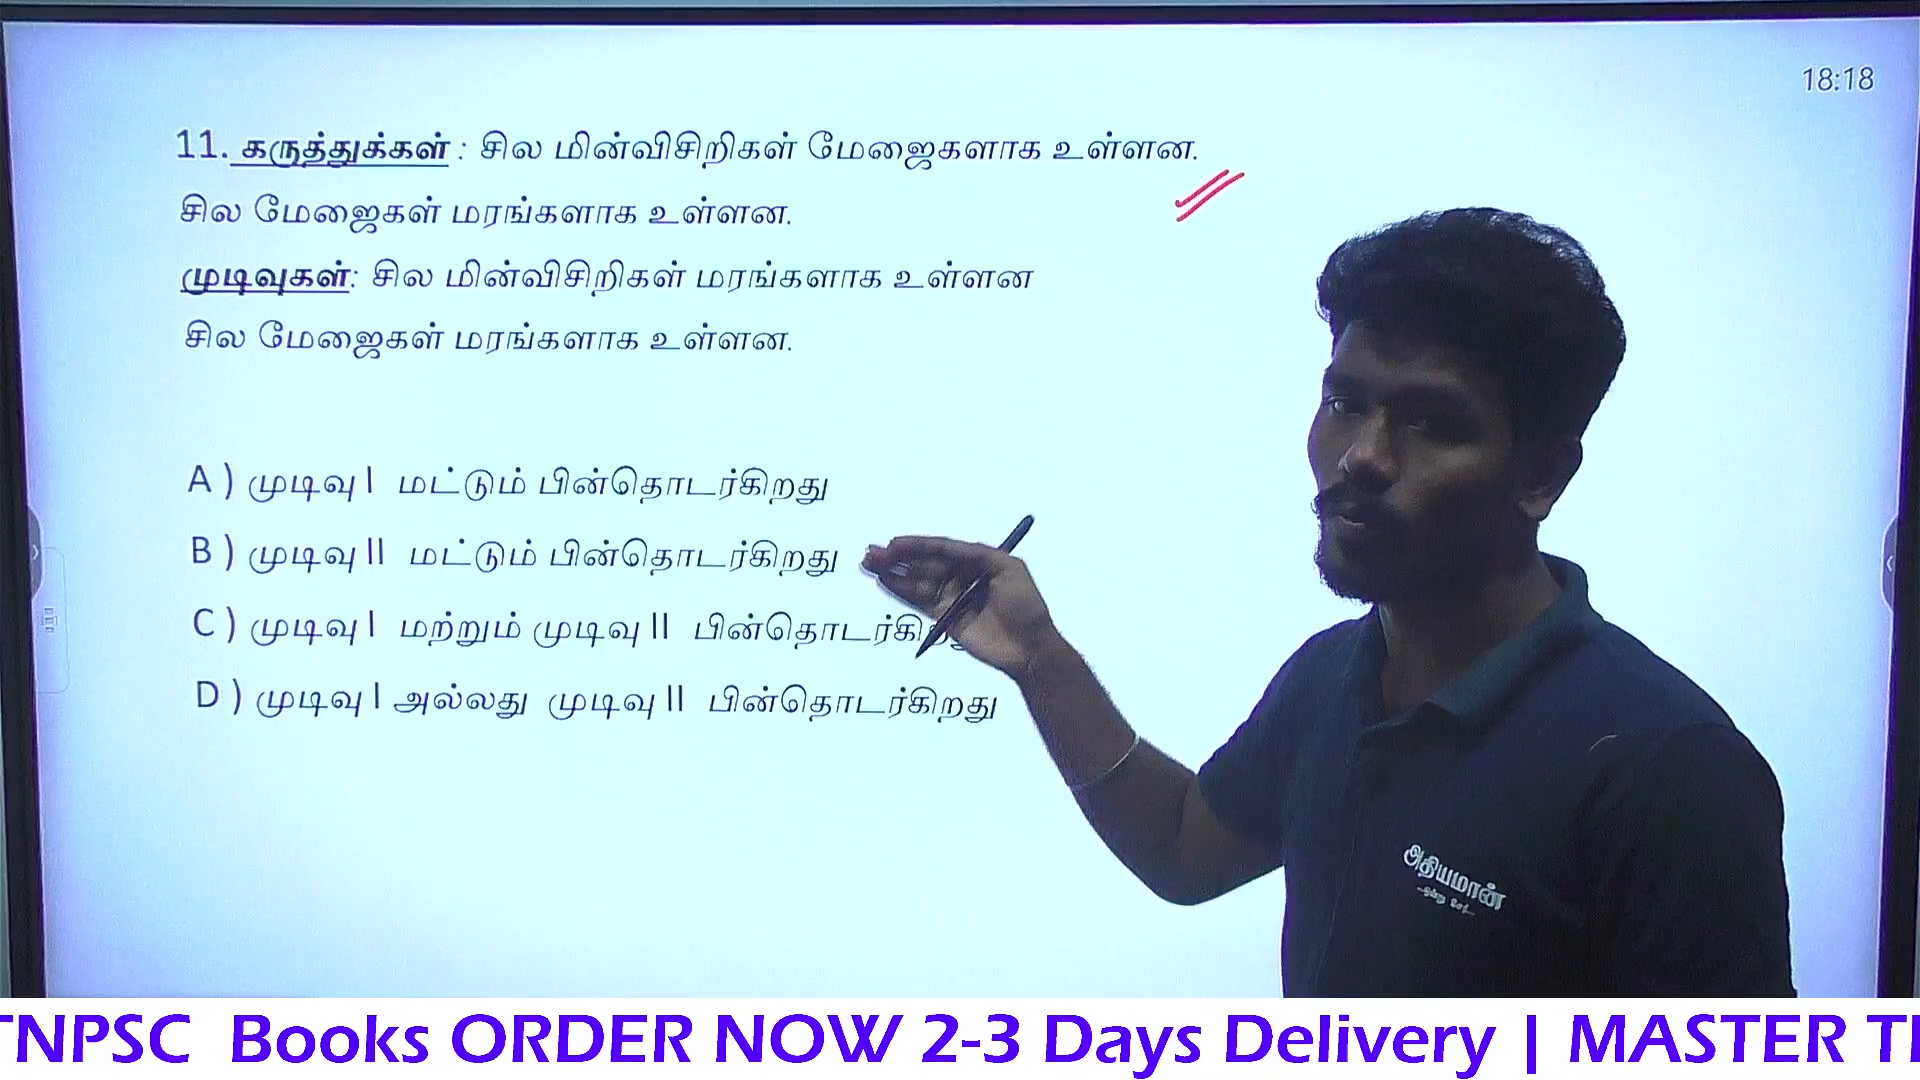 18:18
11. கருத்துக்கள் : சில மின்விசிறிகள் மேஜைகளாக உள்ளன.
சில மேஜைகள் மரங்களாக உள்ளன.
முடிவுகள்: சில மின்விசிறிகள் மரங்களாக உள்ளன
சில மேஜைகள் மரங்களாக உள்ளன.
A ) முடிவு I மட்டும் பின்தொடர்கிறது
B ) முடிவு II மட்டும் பின்தொடர்கிறது
C ) முடிவு I மற்றும் முடிவு II
D ) முடிவு I அல்லது முடிவு II பின்தொடர்கிறது
அதியமான்
TNPSC Books ORDER NOW 2-3 Days Delivery | MASTER